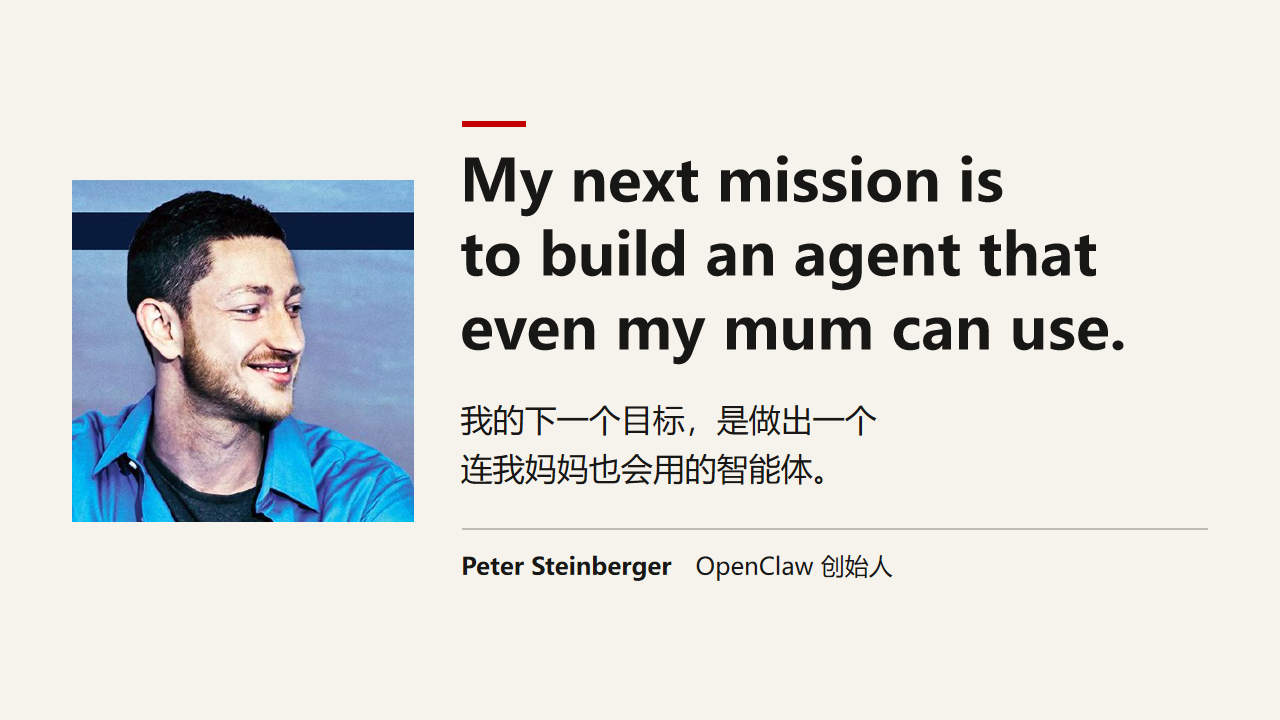 My next mission is
to build an agent that
even my mum can use.
我的下一个目标，是做出一个
连我妈妈也会用的智能体。
Peter Steinberger OpenClaw 创始人